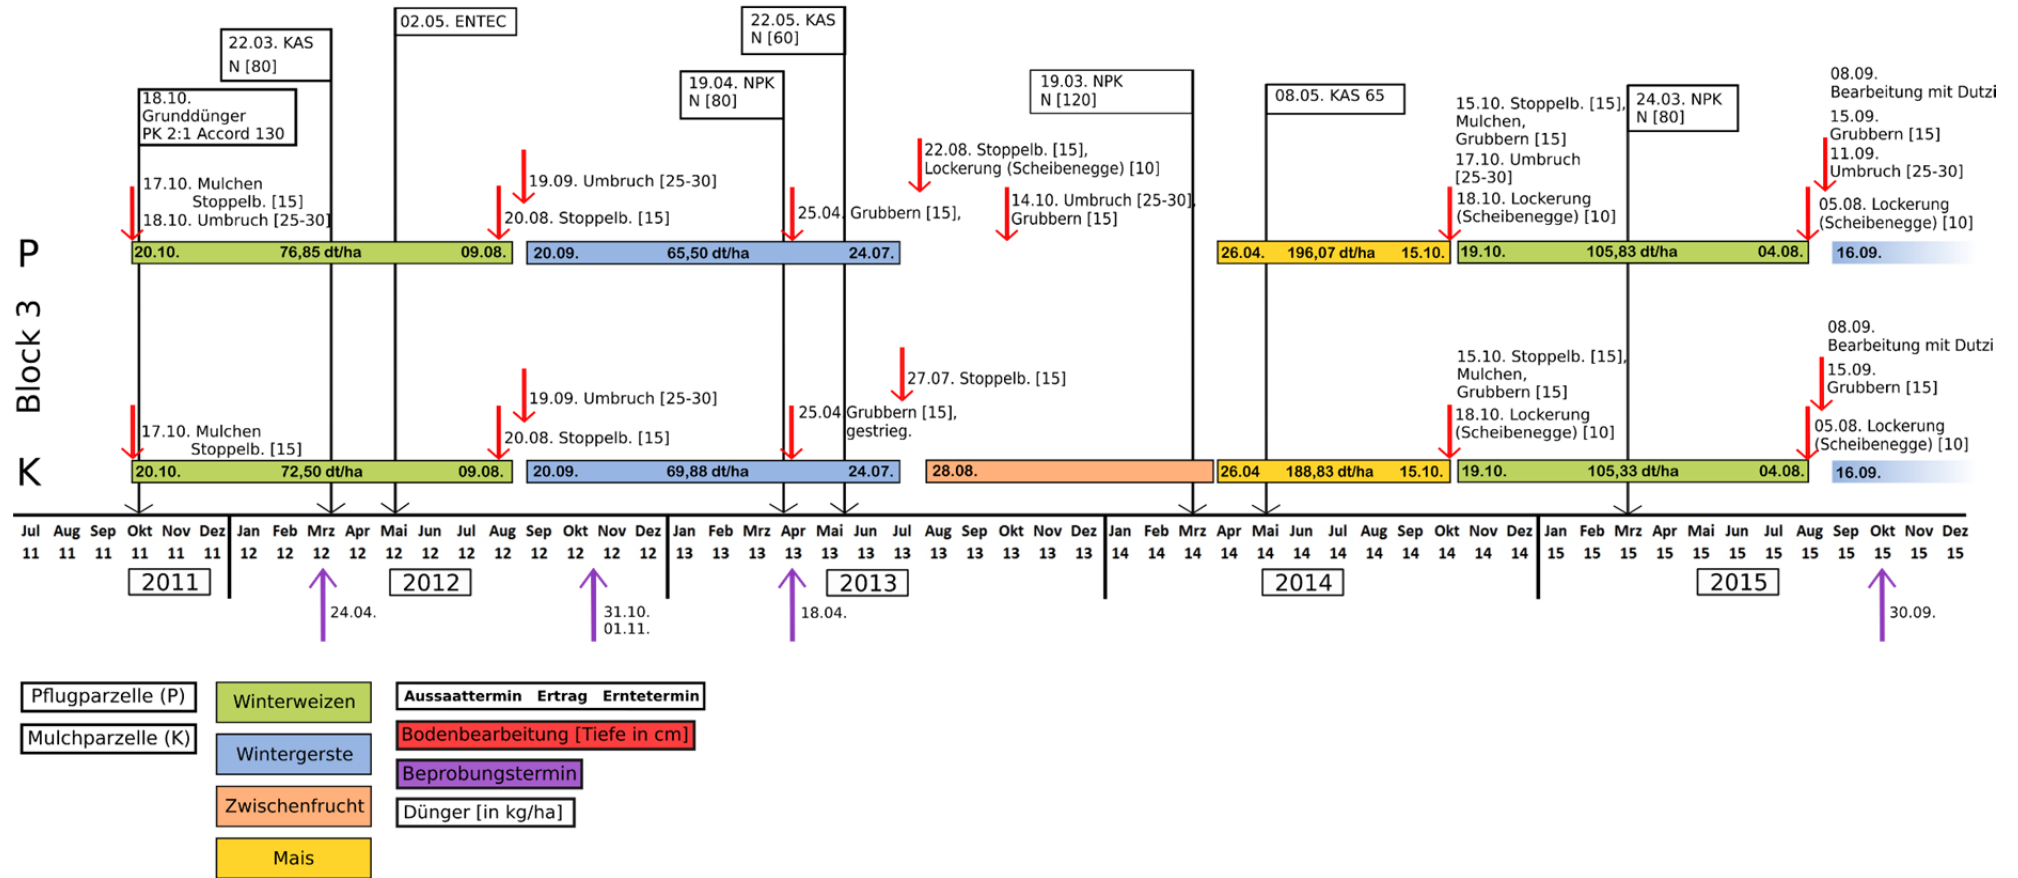 02.05. ENTEC
22.05. KAS
N [60]
22.03. KAS
N [80]
19.04. NPK
N [80]
19.03. NPK
N [120]
08.05. KAS 65
24.03. NPK
N [80]
18.10.
Grunddünger
PK 2:1 Accord 130
17.10. Mulchen
Stoppelb. [15]
18.10. Umbruch [25-30]
19.09. Umbruch [25-30]
20.08. Stoppelb. [15]
25.04. Grubbern [15],
22.08. Stoppelb. [15],
Lockerung (Scheibenegge) [10]
14.10. Umbruch [25-30],
Grubbern [15]
15.10. Stoppelb. [15],
Mulchen,
Grubbern [15]
17.10. Umbruch
[25-30]
18.10. Lockerung
(Scheibenegge) [10]
08.09.
Bearbeitung mit Dutzi
15.09.
Grubbern [15]
11.09.
Umbruch [25-30]
05.08. Lockerung
(Scheibenegge) [10]
P
20.10. 76,85 dt/ha 09.08.
20.09. 65,50 dt/ha 24.07.
26.04. 196,07 dt/ha 15.10.
19.10. 105,83 dt/ha 04.08.
16.09.
Block 3
17.10. Mulchen
Stoppelb. [15]
19.09. Umbruch [25-30]
20.08. Stoppelb. [15]
25.04 Grubbern [15],
gestrieg.
27.07. Stoppelb. [15]
15.10. Stoppelb. [15],
Mulchen,
Grubbern [15]
18.10. Lockerung
(Scheibenegge) [10]
08.09.
Bearbeitung mit Dutzi
15.09.
Grubbern [15]
05.08. Lockerung
(Scheibenegge) [10]
K
20.10. 72,50 dt/ha 09.08.
20.09. 69,88 dt/ha 24.07.
28.08.
26.04 188,83 dt/ha 15.10.
19.10. 105,33 dt/ha 04.08.
16.09.
Jul Aug Sep Okt Nov Dez Jan Feb Mrz Apr Mai Jun Jul Aug Sep Okt Nov Dez Jan Feb Mrz Apr Mai Jun Jul Aug Sep Okt Nov Dez Jan Feb Mrz Apr Mai Jun Jul Aug Sep Okt Nov Dez Jan Feb Mrz Apr Mai Jun Jul Aug Sep Okt Nov Dez
11 11 11 11 11 11 12 12 12 12 12 12 12 12 12 12 12 12 13 13 13 13 13 13 13 13 13 13 13 13 14 14 14 14 14 14 14 14 14 14 14 14 15 15 15 15 15 15 15 15 15 15 15 15
2011 2012 2013 2014 2015
24.04.
31.10.
01.11.
18.04.
30.09.
Pflugparzelle (P)
Mulchparzelle (K)
Winterweizen
Wintergerste
Zwischenfrucht
Mais
Aussaattermin Ertrag Erntetermin
Bodenbearbeitung [Tiefe in cm]
Beprobungstermin
Dünger [in kg/ha]